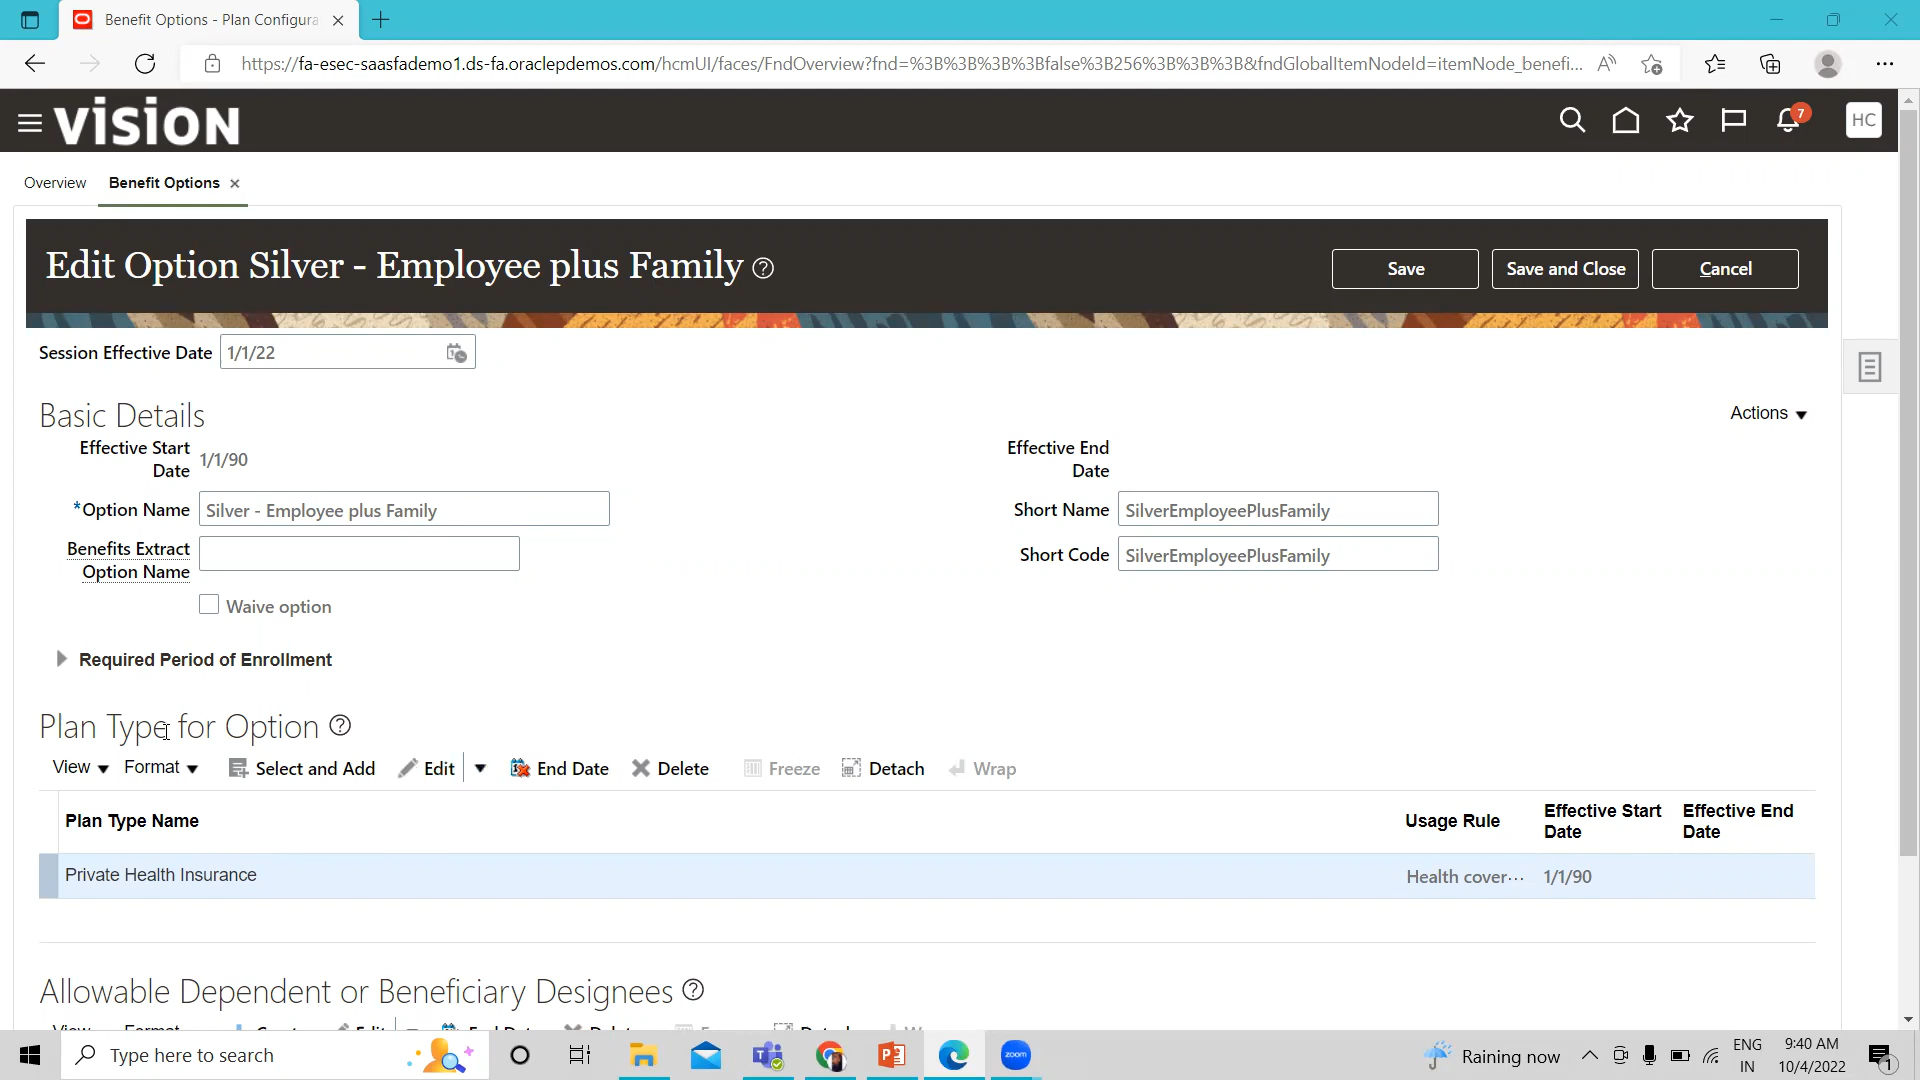 Benefit Options - Plan Configura
https://fa-esec-saasfademo1.ds-fa.oraclepdemos.com/hcmUI/faces/FndOverview?fnd=%3B%3B%3B%3Bfalse%3B256%3B%3B%3B&fndGlobalItemNodeId=itemNode_benefi...
vision
7
HC
Overview Benefit Options
Edit Option Silver - Employee plus Family
Save Save and Close Cancel
Session Effective Date 1/1/22
Basic Details
Actions
Effective Start Date 1/1/90
Effective End Date
*Option Name Silver - Employee plus Family
Short Name SilverEmployeePlusFamily
Benefits Extract Option Name
Short Code SilverEmployeePlusFamily
Waive option
Required Period of Enrollment
Plan Type for Option
View Format Select and Add Edit End Date Delete Freeze Detach Wrap
Plan Type Name Usage Rule Effective Start Date Effective End Date
Private Health Insurance Health cover... 1/1/90
Allowable Dependent or Beneficiary Designees
View Format Edit
Type here to search
zoom
Raining now
ENG
IN
9:40 AM
10/4/2022
1